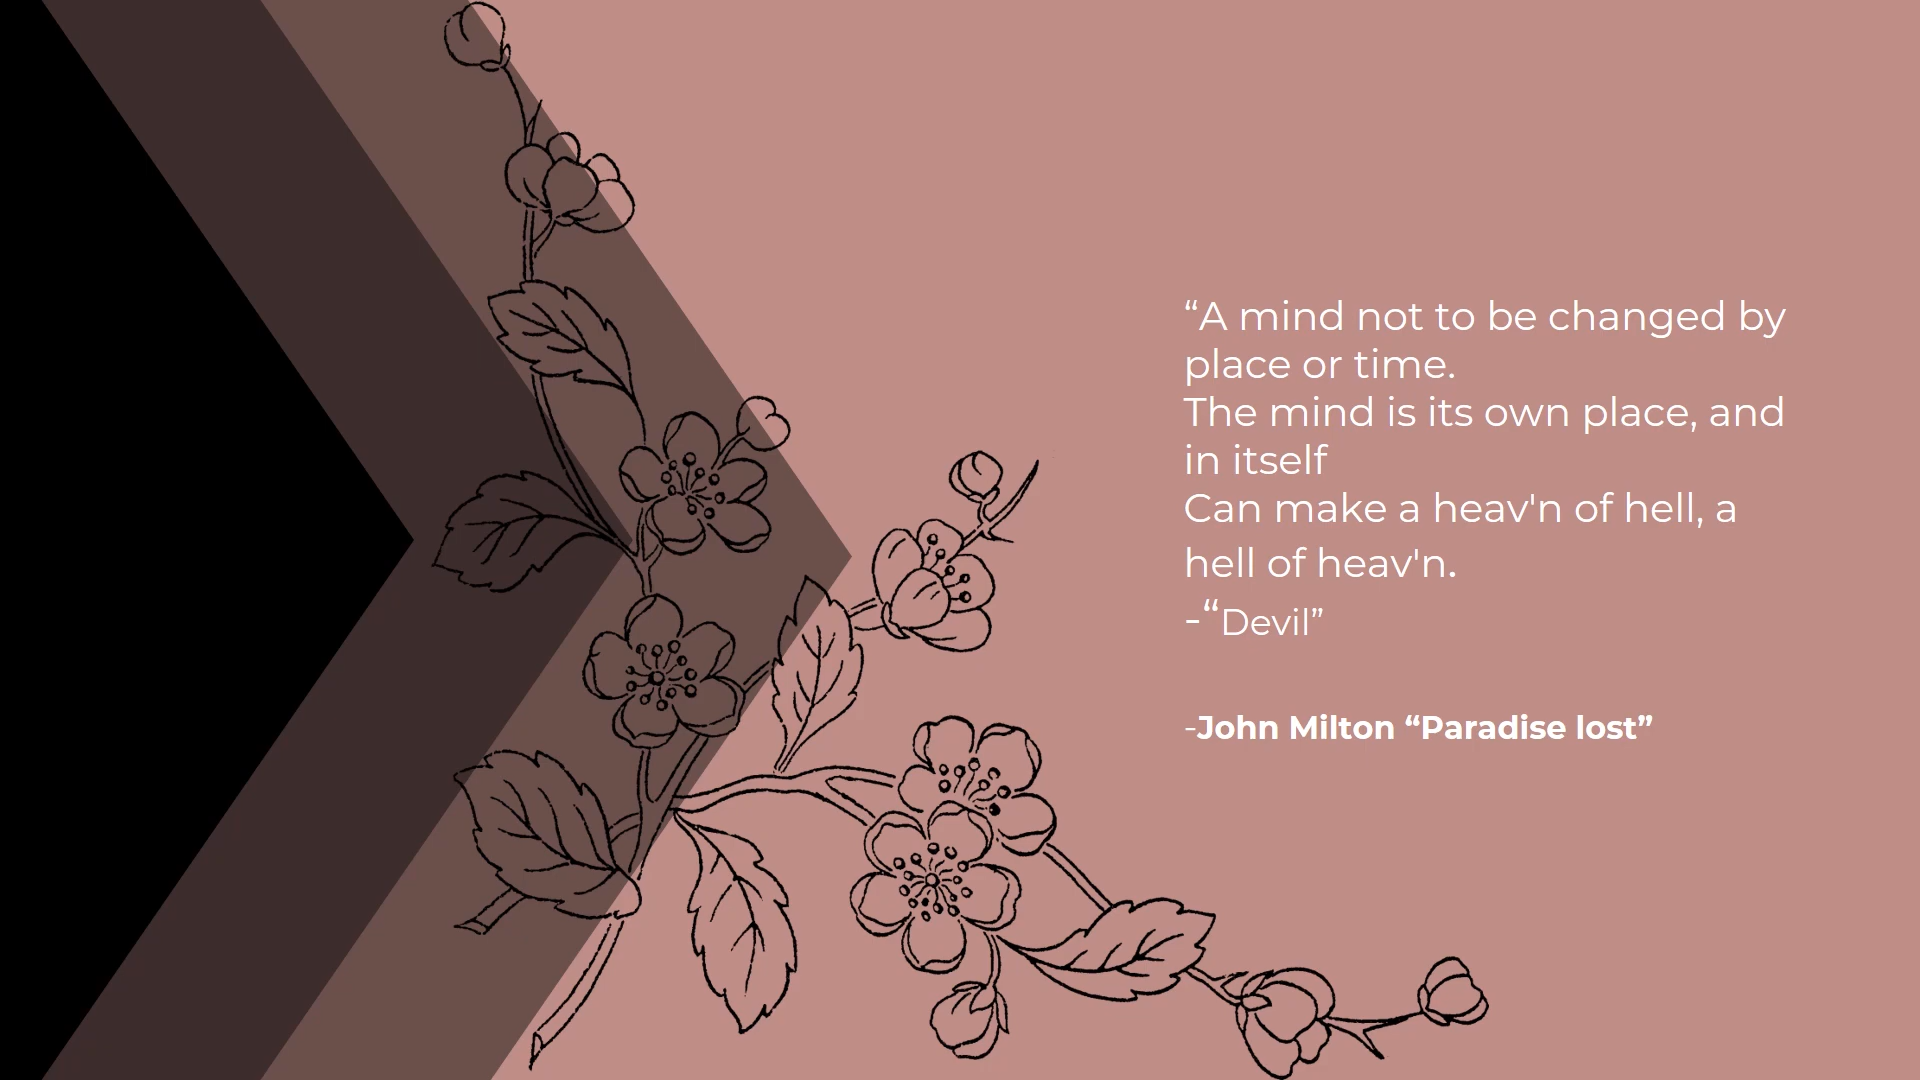 “A mind not to be changed by
place or time.
The mind is its own place, and
in itself
Can make a heav'n of hell, a
hell of heav'n.
-“Devil”
-John Milton “Paradise lost”